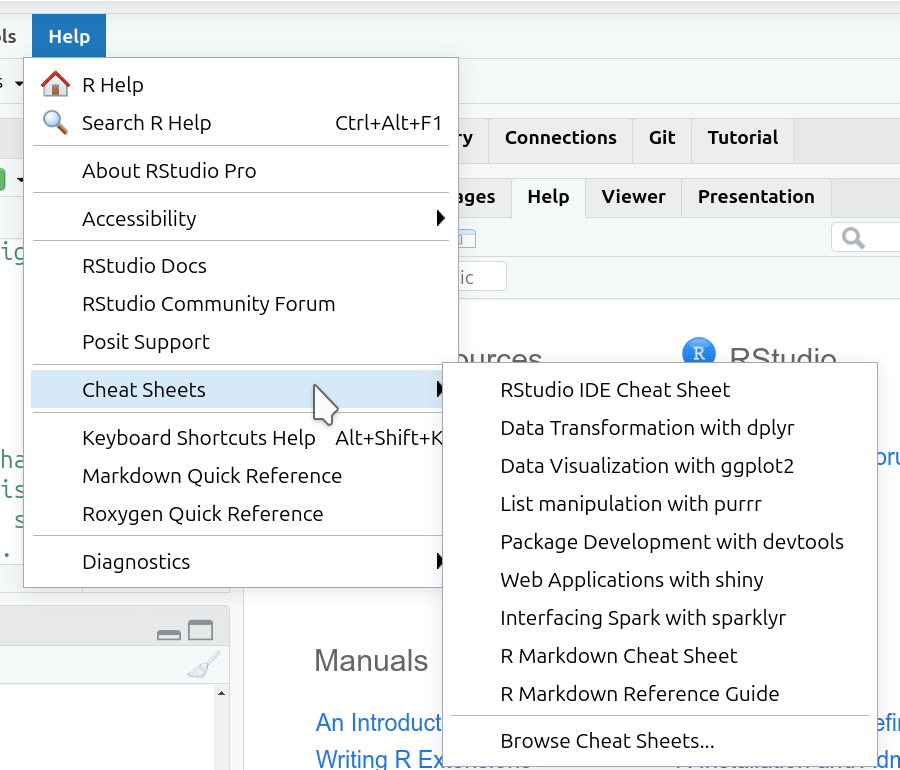 Help
R Help
Search R Help Ctrl+Alt+F1
About RStudio Pro
Accessibility
RStudio Docs
RStudio Community Forum
Posit Support
Cheat Sheets
Keyboard Shortcuts Help Alt+Shift+K
Markdown Quick Reference
Roxygen Quick Reference
Diagnostics
RStudio IDE Cheat Sheet
Data Transformation with dplyr
Data Visualization with ggplot2
List manipulation with purrr
Package Development with devtools
Web Applications with shiny
Interfacing Spark with sparklyr
R Markdown Cheat Sheet
R Markdown Reference Guide
Browse Cheat Sheets...
Connections Git Tutorial
Help Viewer Presentation
R RStudio
Manuals
An Introduct
Writing R Extensions